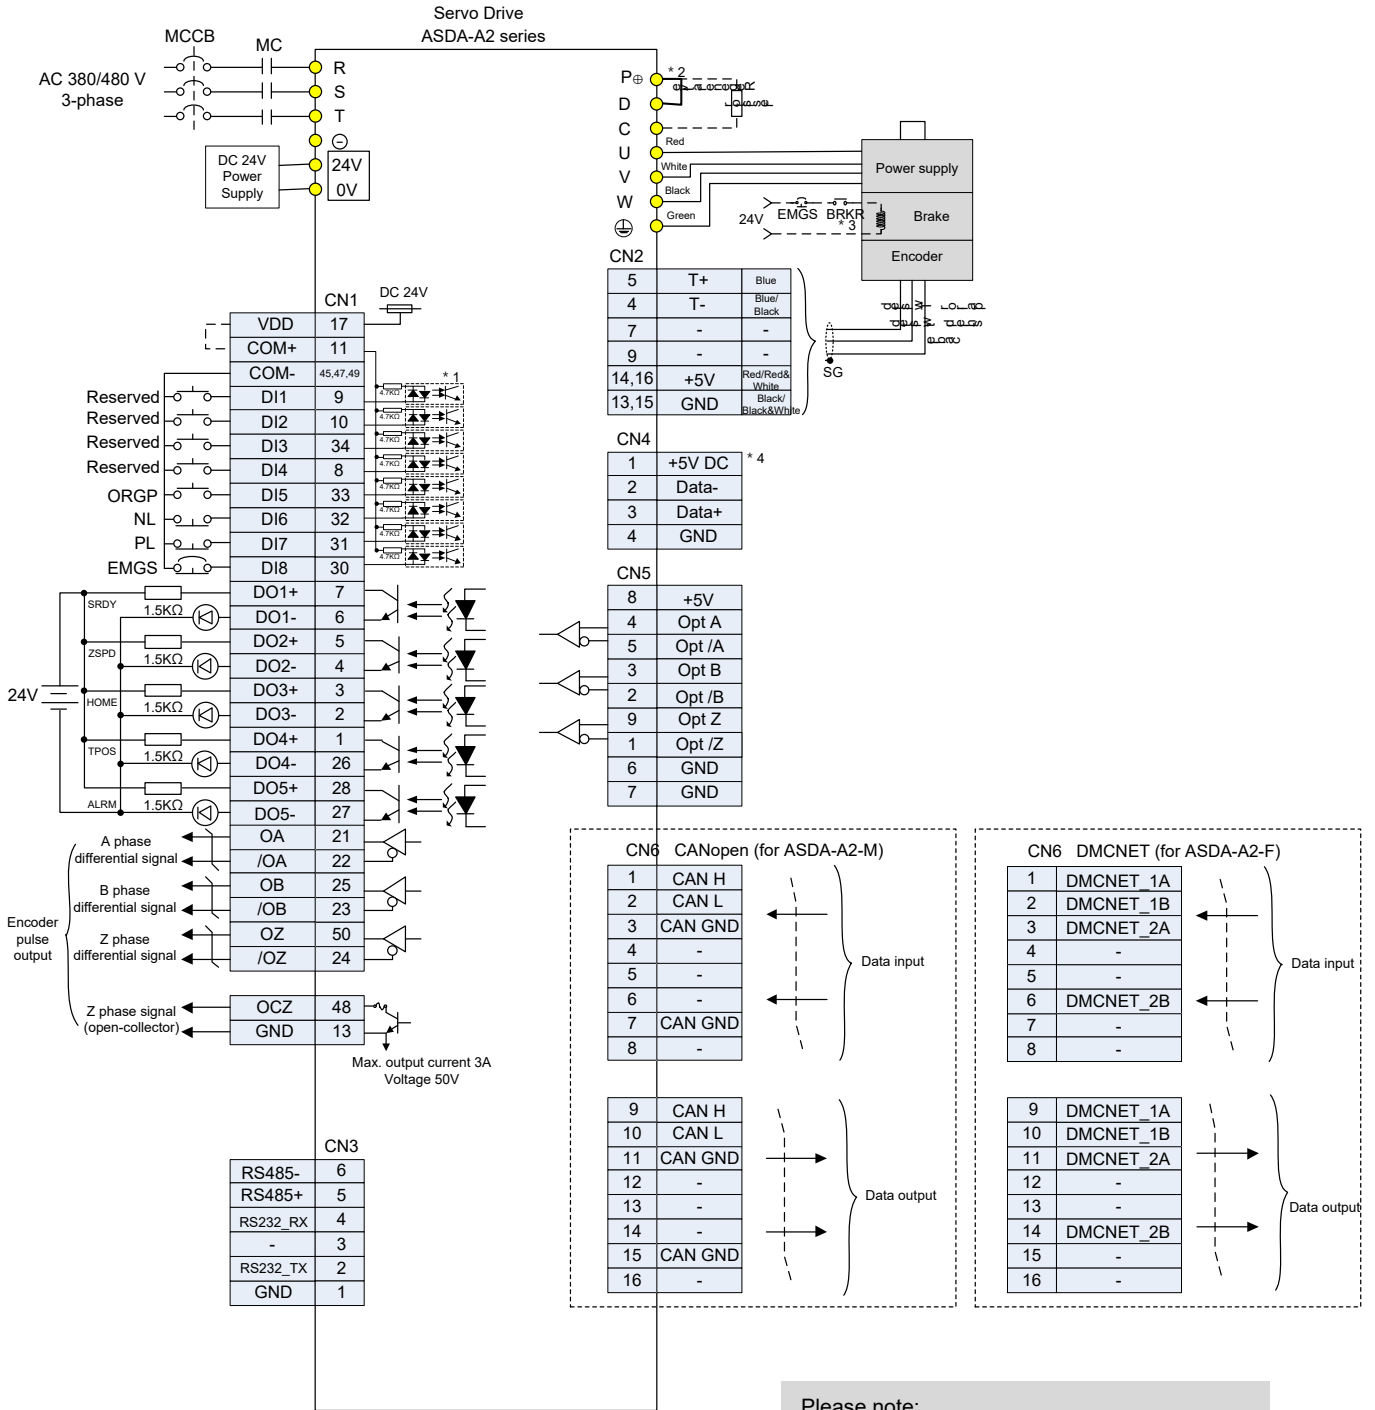 Servo Drive
ASDA-A2 series
MCCB
MC
AC 380/480 V
3-phase
R
S
T
DC 24V
Power
Supply
24V
0V
P
* 2
D
C
U
V
W
Red
White
Black
Green
Power supply
Brake
Encoder
24V
EMGS
BRKR
* 3
CN2
5 T+ Blue
4 T- Blue/
Black
7 - -
9 - -
14,16 +5V Red/Red&
White
13,15 GND Black/
Black&White
SG
CN1
DC 24V
VDD 17
COM+ 11
COM- 45,47,49
* 1
Reserved DI1 9 4.7KΩ
Reserved DI2 10 4.7KΩ
Reserved DI3 34 4.7KΩ
Reserved DI4 8 4.7KΩ
ORGP DI5 33 4.7KΩ
NL DI6 32 4.7KΩ
PL DI7 31 4.7KΩ
EMGS DI8 30 4.7KΩ
24V
SRDY DO1+ 7
1.5KΩ DO1- 6
ZSPD DO2+ 5
1.5KΩ DO2- 4
HOME DO3+ 3
1.5KΩ DO3- 2
TPOS DO4+ 1
1.5KΩ DO4- 26
DO5+ 28
ALRM 1.5KΩ DO5- 27
Encoder
pulse
output
A phase
differential signal
OA 21
/OA 22
B phase
differential signal
OB 25
/OB 23
Z phase
differential signal
OZ 50
/OZ 24
Z phase signal
(open-collector)
OCZ 48
GND 13
Max. output current 3A
Voltage 50V
CN3
RS485- 6
RS485+ 5
RS232_RX 4
- 3
RS232_TX 2
GND 1
CN4
1 +5V DC * 4
2 Data-
3 Data+
4 GND
CN5
8 +5V
4 Opt A
5 Opt /A
3 Opt B
2 Opt /B
9 Opt Z
1 Opt /Z
6 GND
7 GND
CN6 CANopen (for ASDA-A2-M)
1 CAN H
2 CAN L
3 CAN GND
4 -
5 -
6 -
7 CAN GND
8 -
Data input
9 CAN H
10 CAN L
11 CAN GND
12 -
13 -
14 -
15 CAN GND
16 -
Data output
CN6 DMCNET (for ASDA-A2-F)
1 DMCNET_1A
2 DMCNET_1B
3 DMCNET_2A
4 -
5 -
6 DMCNET_2B
7 -
8 -
Data input
9 DMCNET_1A
10 DMCNET_1B
11 DMCNET_2A
12 -
13 -
14 DMCNET_2B
15 -
16 -
Data output
Please note: